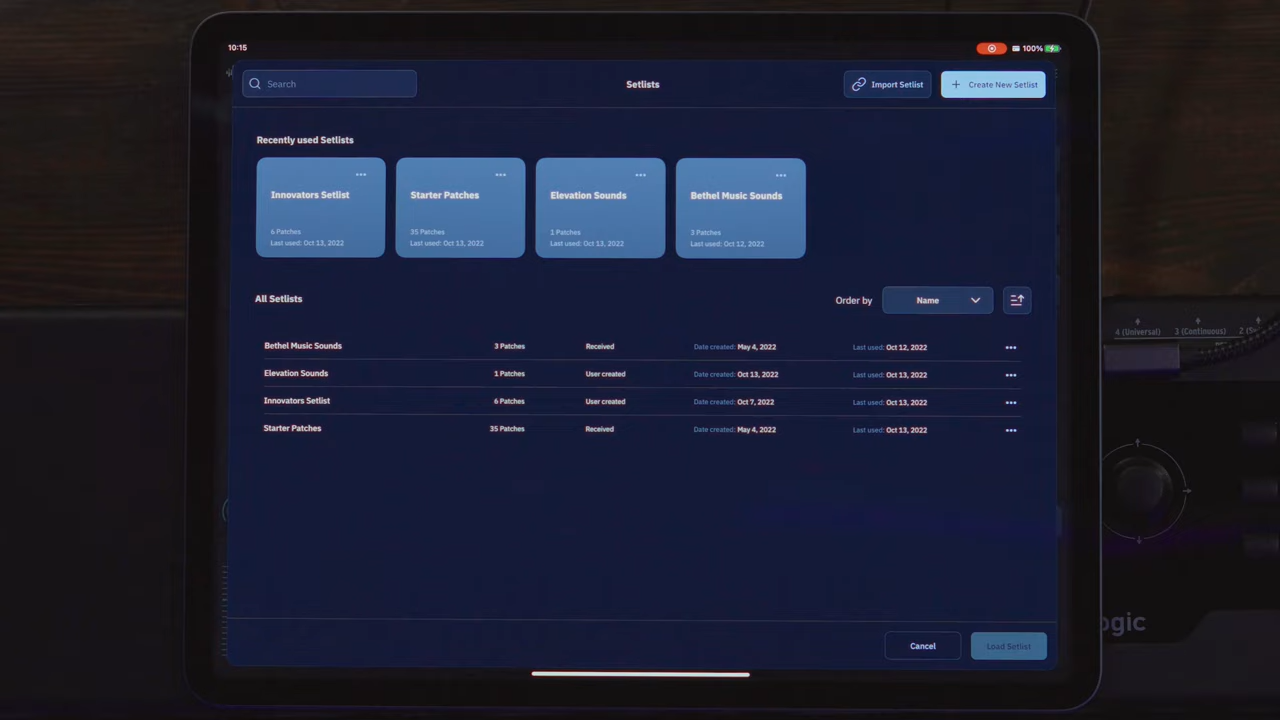 10:15
100%
Search
Setlists
Import Setlist
+ Create New Setlist
Recently used Setlists
Innovators Setlist
6 Patches
Last used: Oct 13, 2022
Starter Patches
35 Patches
Last used: Oct 13, 2022
Elevation Sounds
1 Patches
Last used: Oct 13, 2022
Bethel Music Sounds
3 Patches
Last used: Oct 12, 2022
All Setlists
Order by
Name
Bethel Music Sounds 3 Patches Received Date created: May 4, 2022 Last used: Oct 12, 2022
Elevation Sounds 1 Patches User created Date created: Oct 13, 2022 Last used: Oct 13, 2022
Innovators Setlist 6 Patches User created Date created: Oct 7, 2022 Last used: Oct 13, 2022
Starter Patches 35 Patches Received Date created: May 4, 2022 Last used: Oct 13, 2022
Cancel
Load Setlist
4 (Universal)
3 (Continuous)